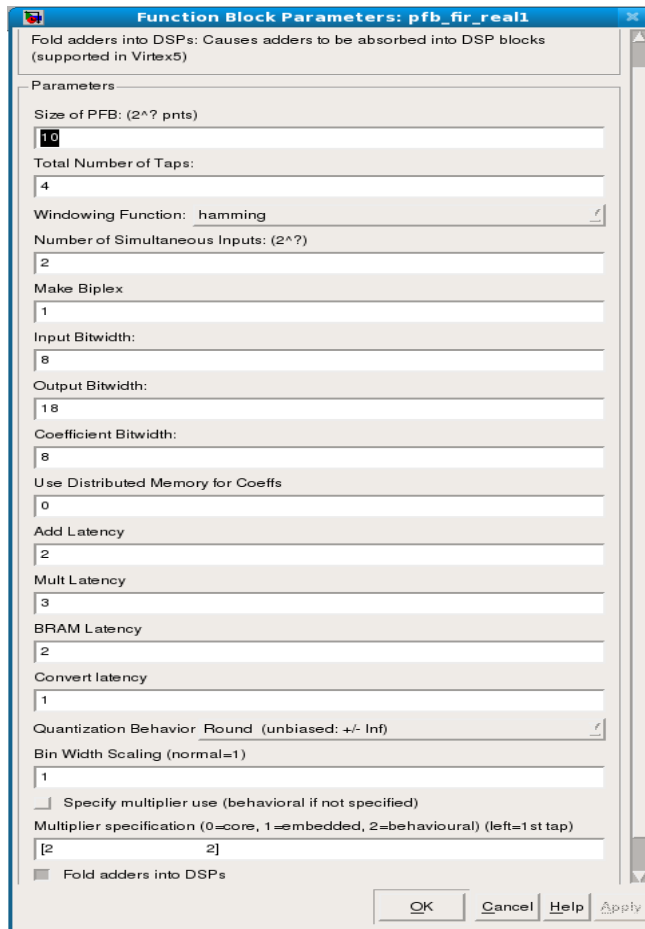 Function Block Parameters: pfb_fir_real1
Fold adders into DSPs: Causes adders to be absorbed into DSP blocks
(supported in Virtex5)
Parameters
Size of PFB: (2^? pnts)
10
Total Number of Taps:
4
Windowing Function: hamming
Number of Simultaneous Inputs: (2^?)
2
Make Biplex
1
Input Bitwidth:
8
Output Bitwidth:
18
Coefficient Bitwidth:
8
Use Distributed Memory for Coeffs
0
Add Latency
2
Mult Latency
3
BRAM Latency
2
Convert latency
1
Quantization Behavior Round (unbiased: +/- Inf)
Bin Width Scaling (normal=1)
1
Specify multiplier use (behavioral if not specified)
Multiplier specification (0=core, 1=embedded, 2=behavioural) (left=1st tap)
[2 2]
Fold adders into DSPs
OK Cancel Help Apply